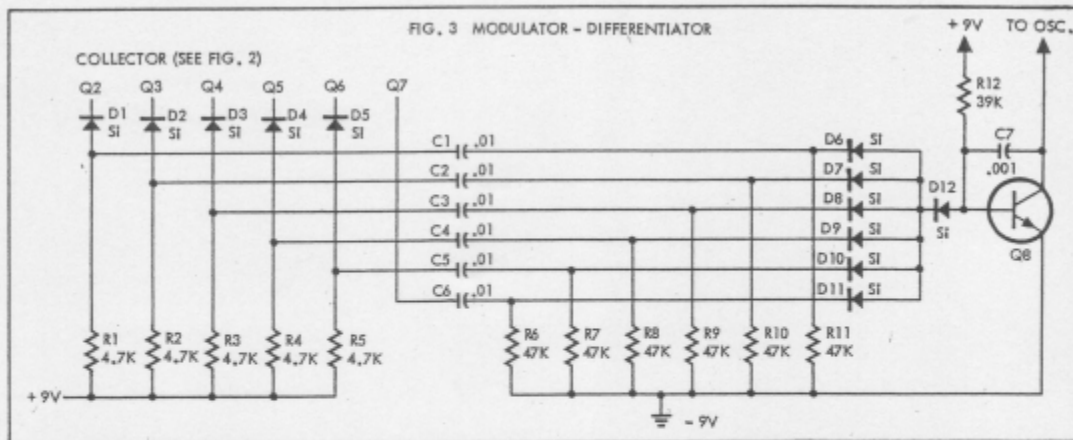 FIG. 3 MODULATOR - DIFFERENTIATOR
+9V TO OSC.
COLLECTOR (SEE FIG. 2)
Q2 Q3 Q4 Q5 Q6 Q7
D1 Si
D2 Si
D3 Si
D4 Si
D5 Si
R12 39K
C1 .01
C2 .01
C3 .01
C4 .01
C5 .01
C6 .01
D6 Si
D7 Si
D8 Si
D9 Si
D10 Si
D11 Si
D12 Si
C7 .001
Q8
R1 4.7K
R2 4.7K
R3 4.7K
R4 4.7K
R5 4.7K
R6 47K
R7 47K
R8 47K
R9 47K
R10 47K
R11 47K
+9V
-9V